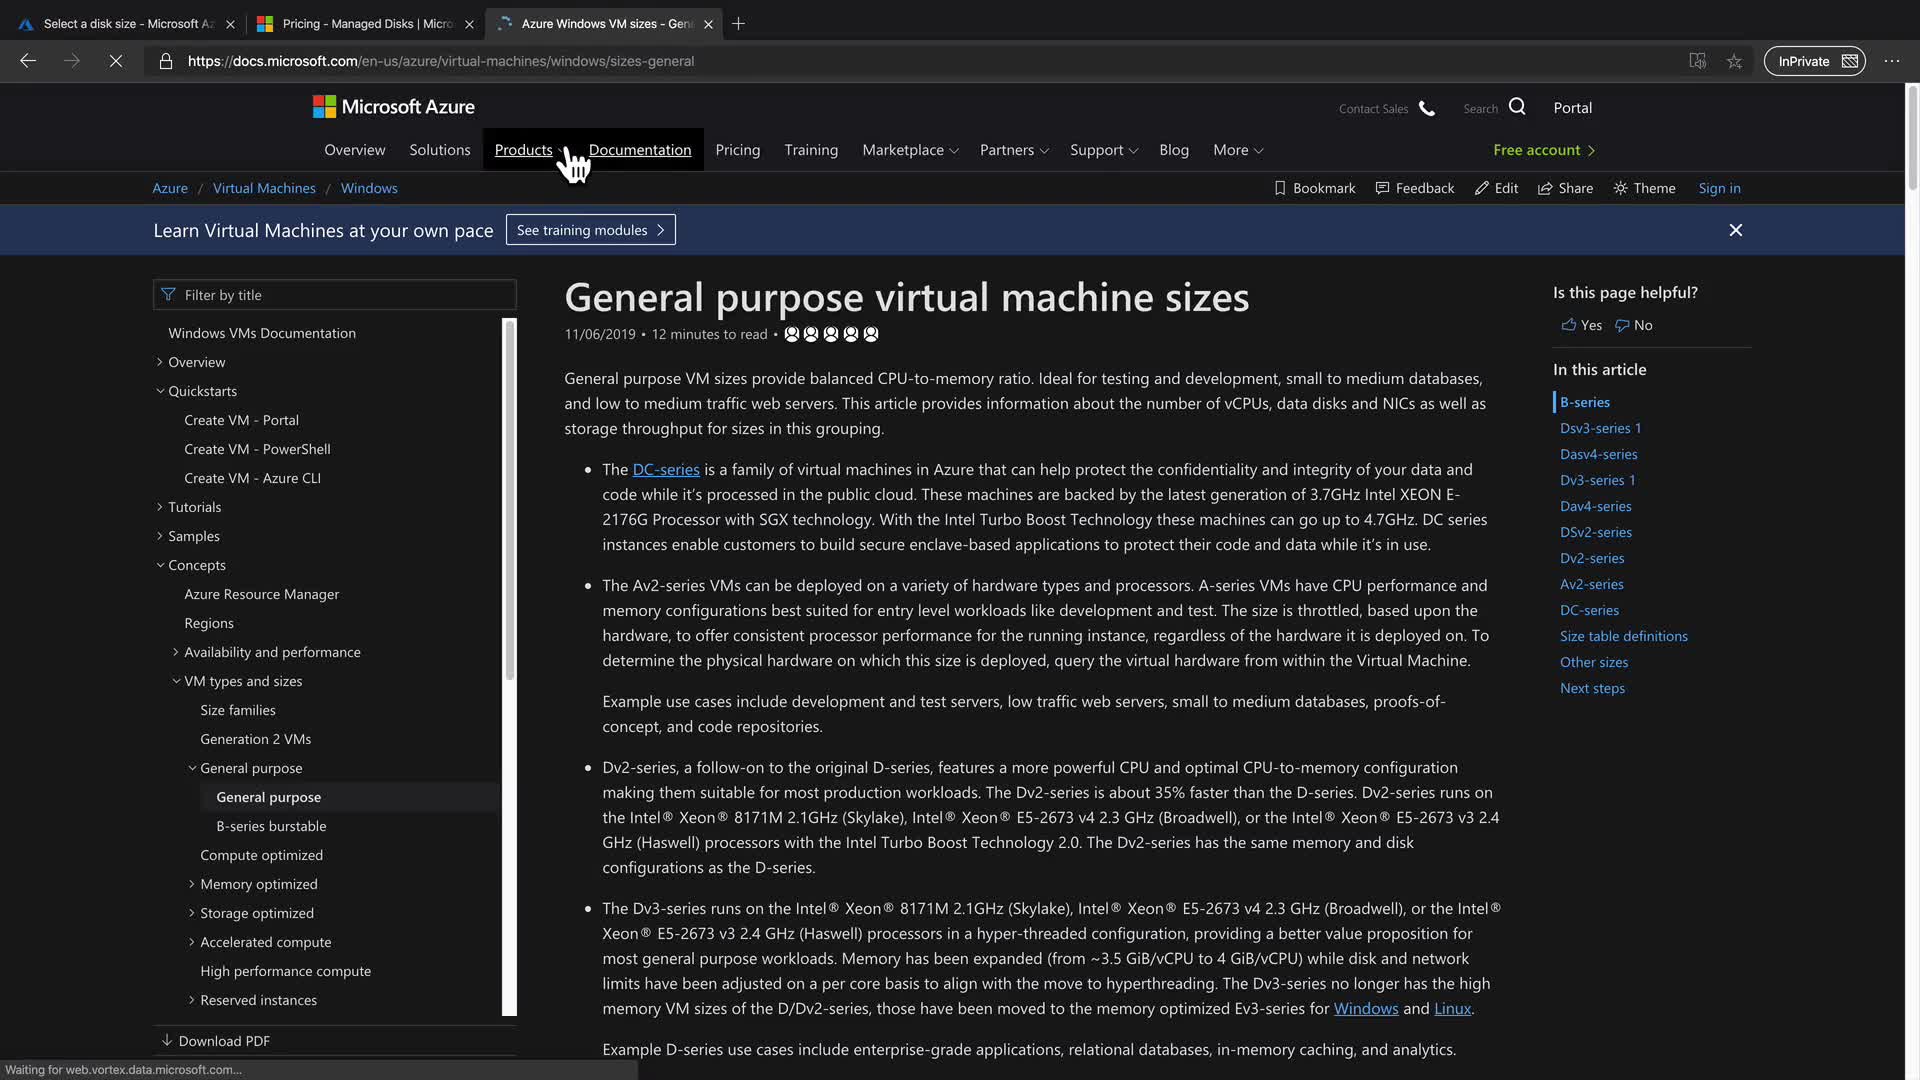 Select a disk size - Microsoft Az
Pricing - Managed Disks | Micro
Azure Windows VM sizes - Gen
https://docs.microsoft.com/en-us/azure/virtual-machines/windows/sizes-general
InPrivate
Microsoft Azure
Contact Sales
Search
Portal
Overview
Solutions
Products
Documentation
Pricing
Training
Marketplace
Partners
Support
Blog
More
Free account
Azure / Virtual Machines / Windows
Bookmark
Feedback
Edit
Share
Theme
Sign in
Learn Virtual Machines at your own pace
See training modules
Filter by title
Windows VMs Documentation
Overview
Quickstarts
Create VM - Portal
Create VM - PowerShell
Create VM - Azure CLI
Tutorials
Samples
Concepts
Azure Resource Manager
Regions
Availability and performance
VM types and sizes
Size families
Generation 2 VMs
General purpose
General purpose
B-series burstable
Compute optimized
Memory optimized
Storage optimized
Accelerated compute
High performance compute
Reserved instances
Download PDF
General purpose virtual machine sizes
11/06/2019 • 12 minutes to read •
General purpose VM sizes provide balanced CPU-to-memory ratio. Ideal for testing and development, small to medium databases,
and low to medium traffic web servers. This article provides information about the number of vCPUs, data disks and NICs as well as
storage throughput for sizes in this grouping.
• The DC-series is a family of virtual machines in Azure that can help protect the confidentiality and integrity of your data and
code while it's processed in the public cloud. These machines are backed by the latest generation of 3.7GHz Intel XEON E-
2176G Processor with SGX technology. With the Intel Turbo Boost Technology these machines can go up to 4.7GHz. DC series
instances enable customers to build secure enclave-based applications to protect their code and data while it's in use.
• The Av2-series VMs can be deployed on a variety of hardware types and processors. A-series VMs have CPU performance and
memory configurations best suited for entry level workloads like development and test. The size is throttled, based upon the
hardware, to offer consistent processor performance for the running instance, regardless of the hardware it is deployed on. To
determine the physical hardware on which this size is deployed, query the virtual hardware from within the Virtual Machine.
Example use cases include development and test servers, low traffic web servers, small to medium databases, proofs-of-
concept, and code repositories.
• Dv2-series, a follow-on to the original D-series, features a more powerful CPU and optimal CPU-to-memory configuration
making them suitable for most production workloads. The Dv2-series is about 35% faster than the D-series. Dv2-series runs on
the Intel® Xeon® 8171M 2.1GHz (Skylake), Intel® Xeon® E5-2673 v4 2.3 GHz (Broadwell), or the Intel® Xeon® E5-2673 v3 2.4
GHz (Haswell) processors with the Intel Turbo Boost Technology 2.0. The Dv2-series has the same memory and disk
configurations as the D-series.
• The Dv3-series runs on the Intel® Xeon® 8171M 2.1GHz (Skylake), Intel® Xeon® E5-2673 v4 2.3 GHz (Broadwell), or the Intel®
Xeon® E5-2673 v3 2.4 GHz (Haswell) processors in a hyper-threaded configuration, providing a better value proposition for
most general purpose workloads. Memory has been expanded (from ~3.5 GiB/vCPU to 4 GiB/vCPU) while disk and network
limits have been adjusted on a per core basis to align with the move to hyperthreading. The Dv3-series no longer has the high
memory VM sizes of the D/Dv2-series, those have been moved to the memory optimized Ev3-series for Windows and Linux.
Example D-series use cases include enterprise-grade applications, relational databases, in-memory caching, and analytics.
Is this page helpful?
Yes
No
In this article
B-series
Dsv3-series 1
Dasv4-series
Dv3-series 1
Dav4-series
DSv2-series
Dv2-series
Av2-series
DC-series
Size table definitions
Other sizes
Next steps
Waiting for web.vortex.data.microsoft.com...